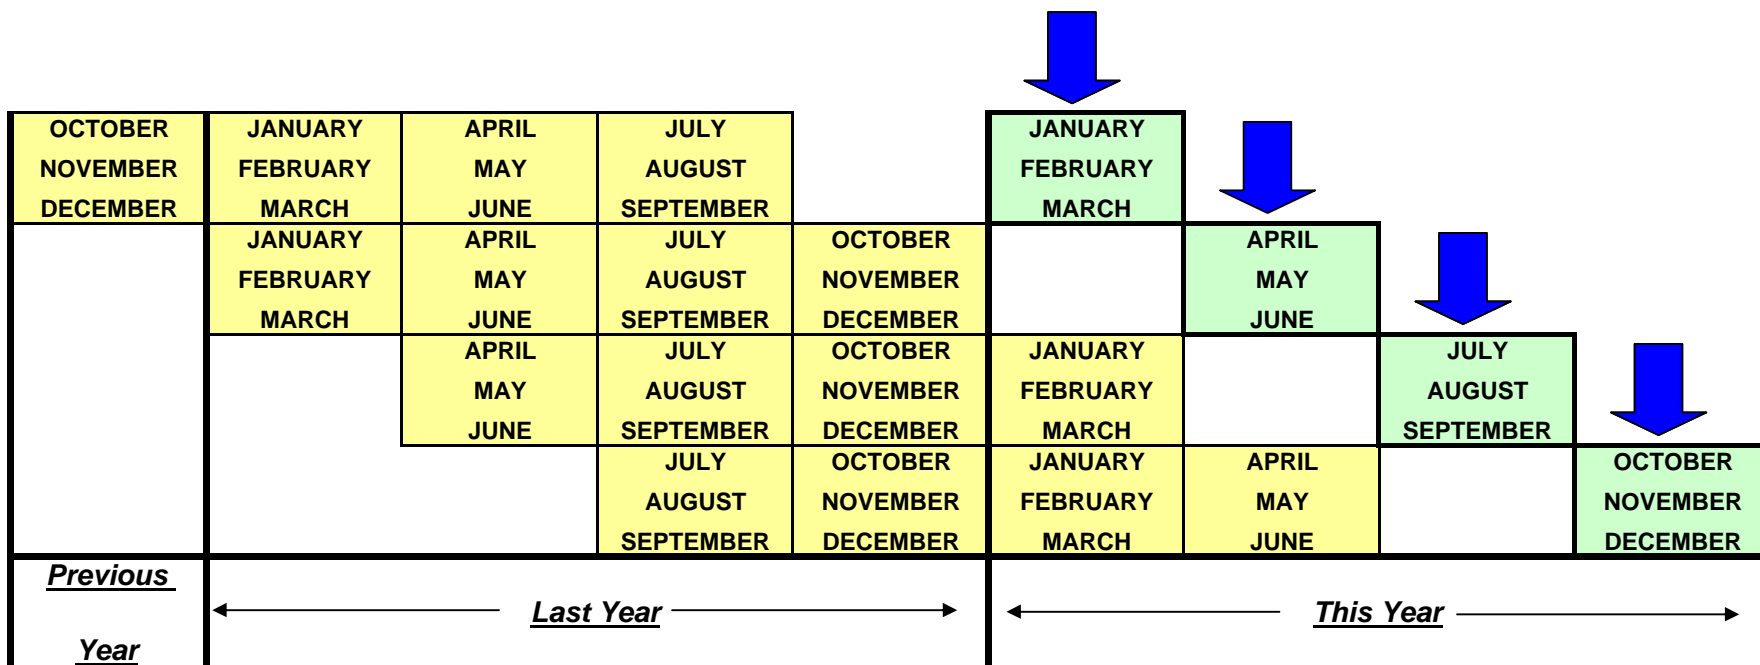 OCTOBER JANUARY APRIL JULY JANUARY
NOVEMBER FEBRUARY MAY AUGUST FEBRUARY
DECEMBER MARCH JUNE SEPTEMBER MARCH
JANUARY APRIL JULY OCTOBER APRIL
FEBRUARY MAY AUGUST NOVEMBER MAY
MARCH JUNE SEPTEMBER DECEMBER JUNE
APRIL JULY OCTOBER JANUARY JULY
MAY AUGUST NOVEMBER FEBRUARY AUGUST
JUNE SEPTEMBER DECEMBER MARCH SEPTEMBER
JULY OCTOBER JANUARY APRIL OCTOBER
AUGUST NOVEMBER FEBRUARY MAY NOVEMBER
SEPTEMBER DECEMBER MARCH JUNE DECEMBER
Previous
Last Year This Year
Year